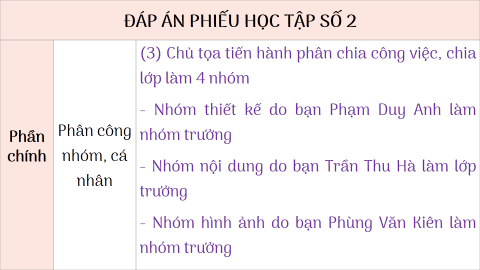 ĐÁP ÁN PHIẾU HỌC TẬP SỐ 2
Phần
chính
Phân công
nhóm, cá
nhân
(3) Chủ tọa tiến hành phân chia công việc, chia
lớp làm 4 nhóm
- Nhóm thiết kế do bạn Phạm Duy Anh làm
nhóm trưởng
- Nhóm nội dung do bạn Trần Thu Hà làm lớp
trưởng
- Nhóm hình ảnh do bạn Phùng Văn Kiên làm
nhóm trưởng